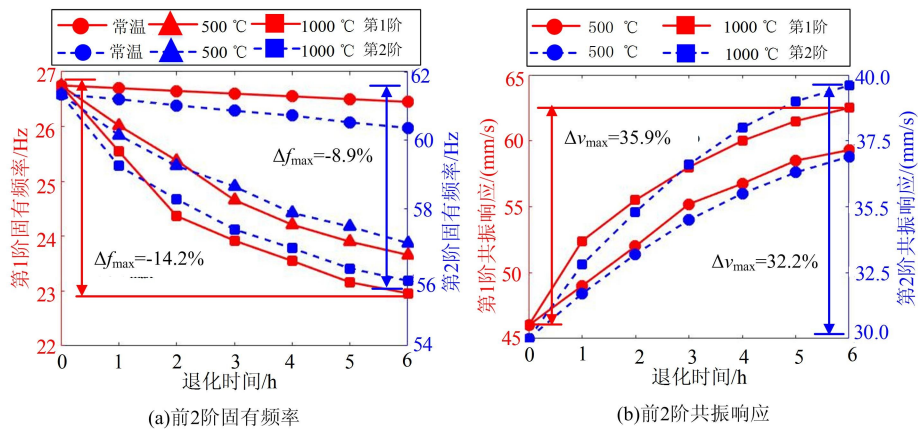 常温 500 ℃ 1000 ℃ 第1阶
常温 500 ℃ 1000 ℃ 第2阶
27
26
25
24
23
22
第1阶固有频率/Hz
62
60
58
56
54
第2阶固有频率/Hz
Δfmax=-8.9%
Δfmax=-14.2%
0 1 2 3 4 5 6
退化时间/h
(a)前2阶固有频率
500 ℃ 1000 ℃ 第1阶
500 ℃ 1000 ℃ 第2阶
65
60
55
50
45
第1阶共振响应/(mm/s)
40.0
37.5
35.5
32.5
30.0
第2阶共振响应/(mm/s)
Δvmax=35.9%
Δvmax=32.2%
0 1 2 3 4 5 6
退化时间/h
(b)前2阶共振响应